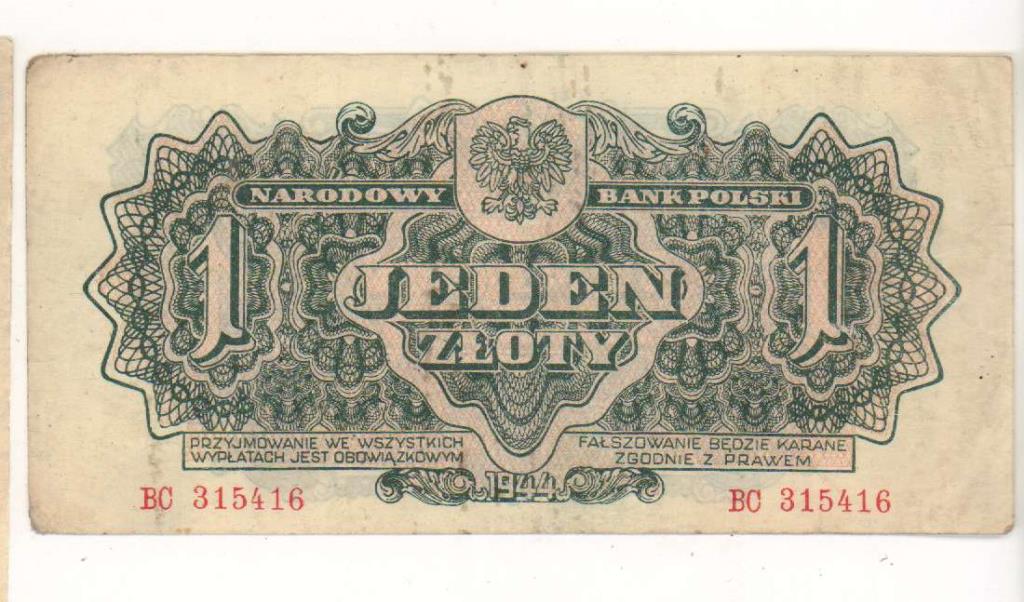 NARODOWY BANK POLSKI
1 JEDEN 1
ZŁOTY
PRZYJMOWANIE WE WSZYSTKICH
WYPŁATACH JEST OBOWIĄZKOWYM
FAŁSZOWANIE BĘDZIE KARANE
ZGODNIE Z PRAWEM
1944
BC 315416 BC 315416